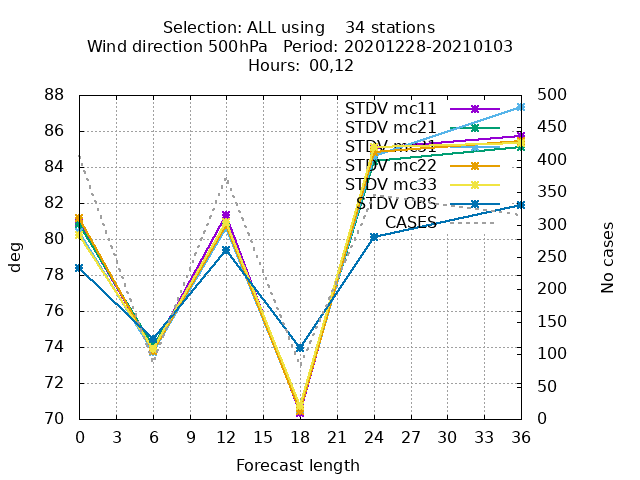 Selection: ALL using 34 stations
Wind direction 500hPa Period: 20201228-20210103
Hours: 00,12
88
86
84
82
80
78
76
74
72
70
deg
500
450
400
350
300
250
200
150
100
50
0
No cases
STDV mc11
STDV mc21
STDV mc31
STDV mc22
STDV mc33
STDV OBS
CASES
0 3 6 9 12 15 18 21 24 27 30 33 36
Forecast length